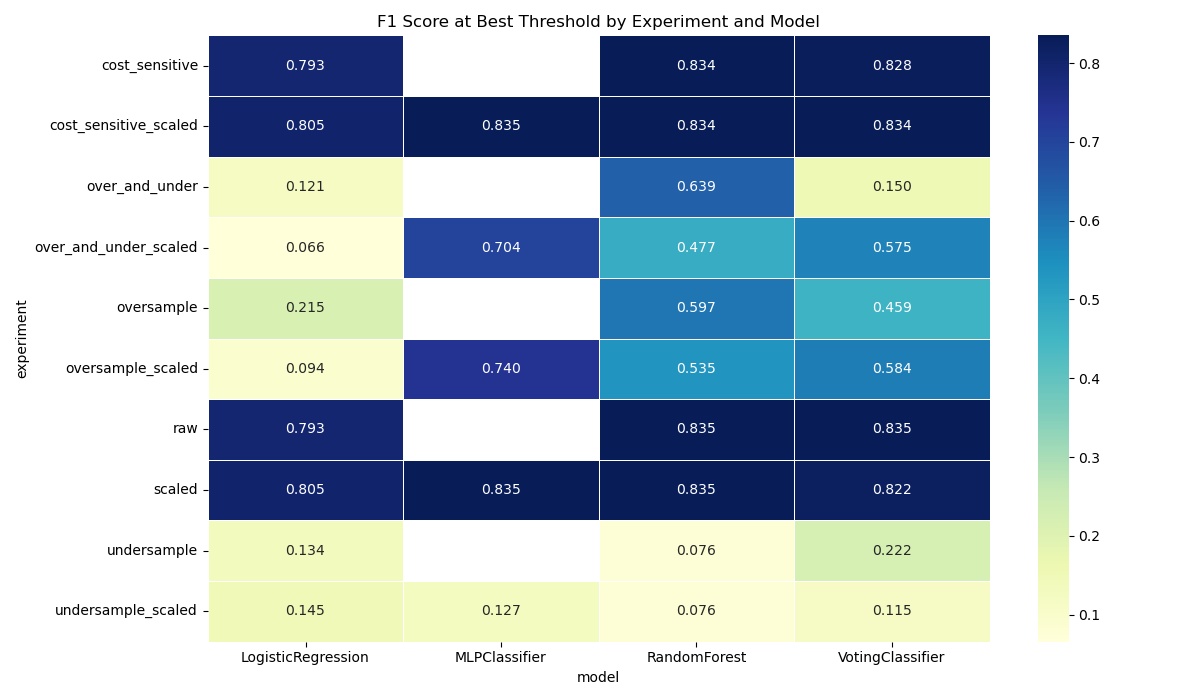 F1 Score at Best Threshold by Experiment and Model
experiment
cost_sensitive 0.793 0.834 0.828
cost_sensitive_scaled 0.805 0.835 0.834 0.834
over_and_under 0.121 0.639 0.150
over_and_under_scaled 0.066 0.704 0.477 0.575
oversample 0.215 0.597 0.459
oversample_scaled 0.094 0.740 0.535 0.584
raw 0.793 0.835 0.835
scaled 0.805 0.835 0.835 0.822
undersample 0.134 0.076 0.222
undersample_scaled 0.145 0.127 0.076 0.115
LogisticRegression MLPClassifier RandomForest VotingClassifier
model
0.8
0.7
0.6
0.5
0.4
0.3
0.2
0.1